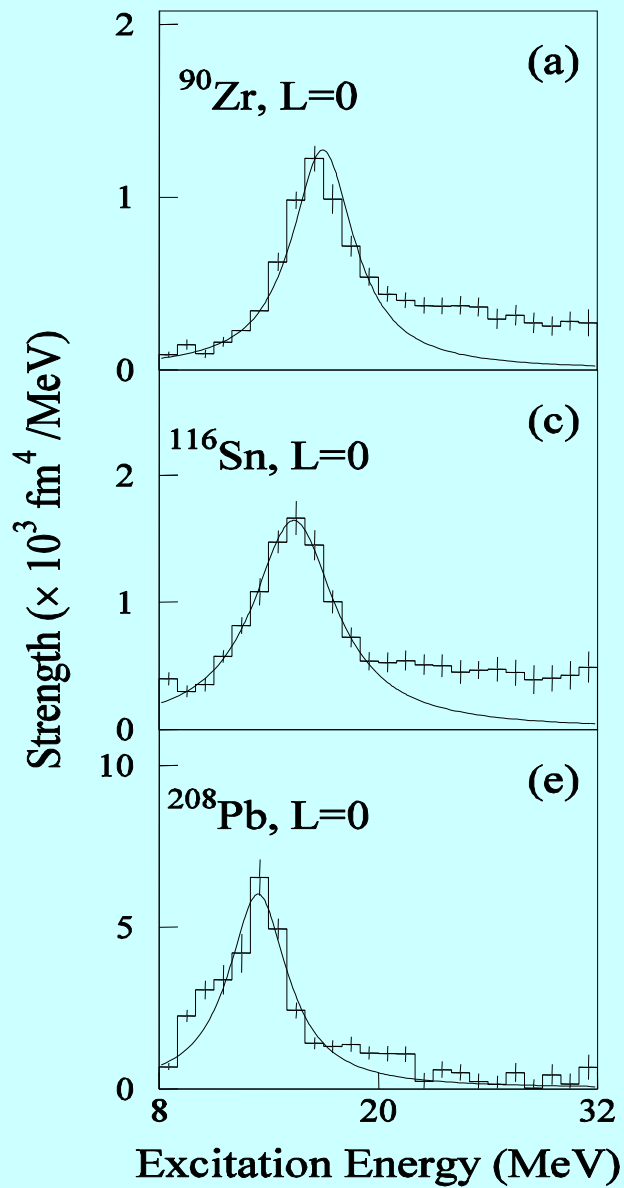 2
(a)
⁹⁰Zr, L=0
1
0
(c)
¹¹⁶Sn, L=0
2
1
0
10
(e)
²⁰⁸Pb, L=0
5
0
8
20
32
Strength (× 10³ fm⁴ /MeV)
Excitation Energy (MeV)